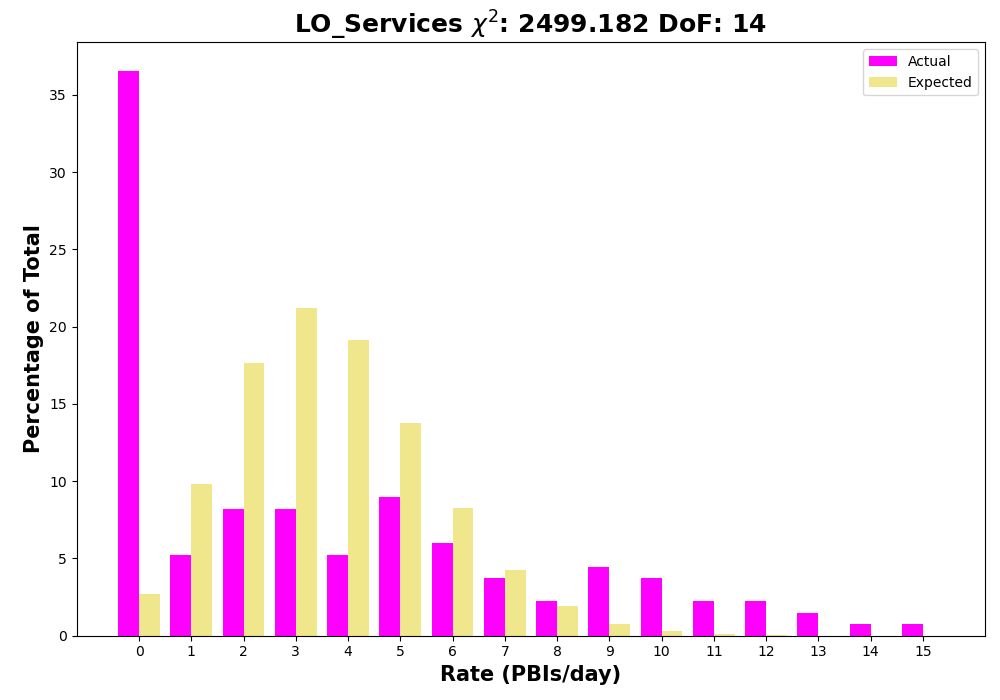 LO_Services χ²: 2499.182 DoF: 14
Actual
Expected
Percentage of Total
35
30
25
20
15
10
5
0
0 1 2 3 4 5 6 7 8 9 10 11 12 13 14 15
Rate (PBIs/day)